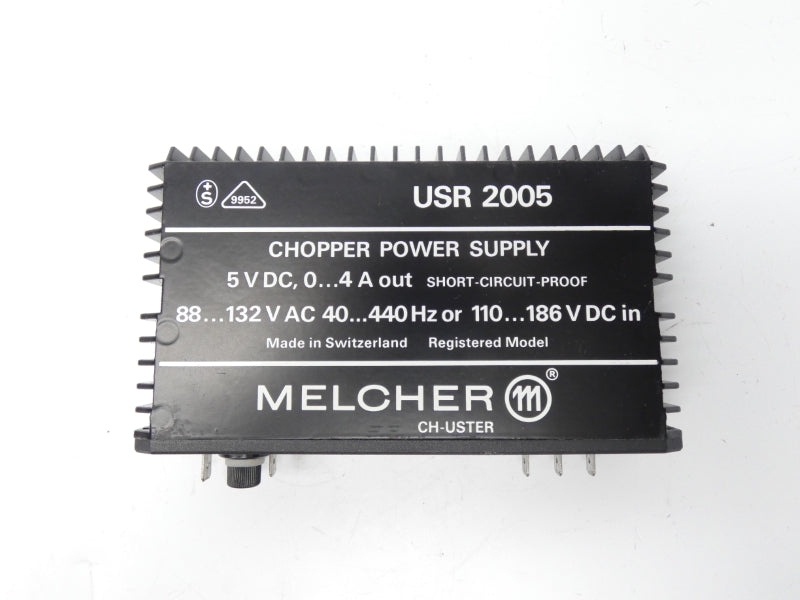 +S 9952 USR 2005
CHOPPER POWER SUPPLY
5 V DC, 0...4 A out SHORT-CIRCUIT-PROOF
88...132 V AC 40...440 Hz or 110...186 V DC in
Made in Switzerland Registered Model
MELCHER m ®
CH-USTER